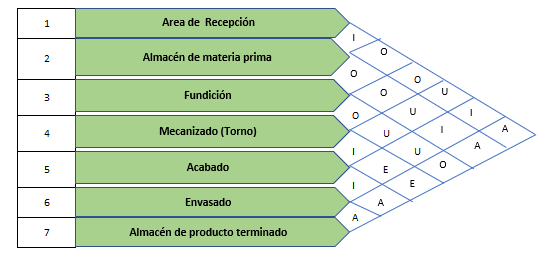 1 Area de Recepción
I
O
2 Almacén de materia prima
O O
3 Fundición O U
O U I
4 Mecanizado (Torno) U I A
I U A
5 Acabado E O
I E
6 Envasado A
A
7 Almacén de producto terminado